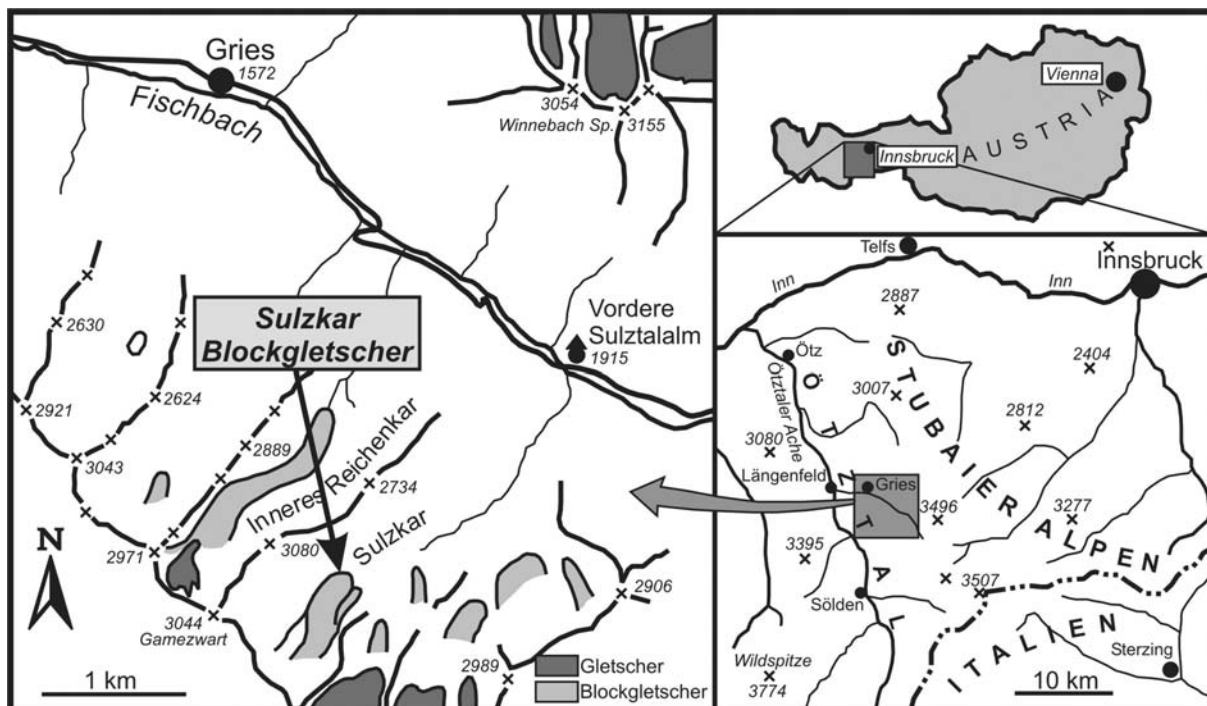 Gries
1572
Fischbach
3054
Winnebach Sp.
3155
2630
2921
2624
3043
Sulzkar
Blockgletscher
Vordere
Sulztalalm
1915
2889
Inneres Reichenkar
2734
2971
3080
Sulzkar
N
3044
Gamezwart
2906
2989
1 km
Gletscher
Blockgletscher
Vienna
AUSTRIA
Innsbruck
Telfs
Innsbruck
Inn
Inn
2887
Ötz
STUBAIER ALPEN
2404
ÖTZTAL
3007
Ötztaler Ache
2812
3080
Längenfeld
Gries
3496
3277
3395
3507
Sölden
ITALIEN
Sterzing
Wildspitze
3774
10 km